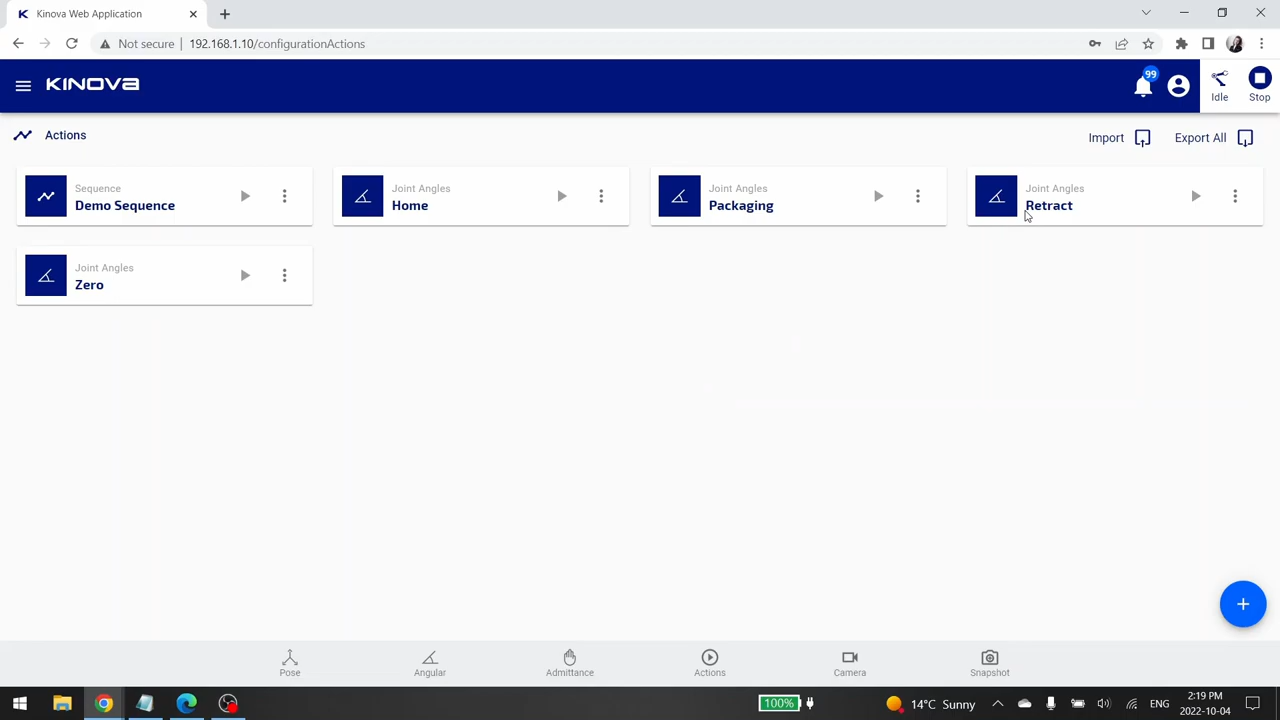 Kinova Web Application
Not secure
192.168.1.10/configurationActions
KINOVA
99
Idle
Stop
Actions
Import
Export All
Sequence
Demo Sequence
Joint Angles
Home
Joint Angles
Packaging
Joint Angles
Retract
Joint Angles
Zero
Pose
Angular
Admittance
Actions
Camera
Snapshot
100%
14°C Sunny
ENG
2:19 PM
2022-10-04